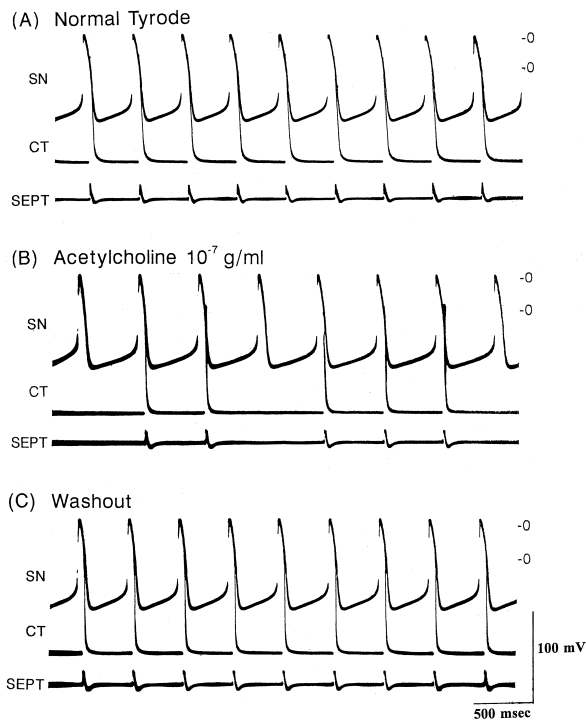 (A) Normal Tyrode
-0
-0
SN
CT
SEPT
(B) Acetylcholine 10⁻⁷ g/ml
-0
-0
SN
CT
SEPT
(C) Washout
-0
-0
SN
CT
100 mV
SEPT
500 msec